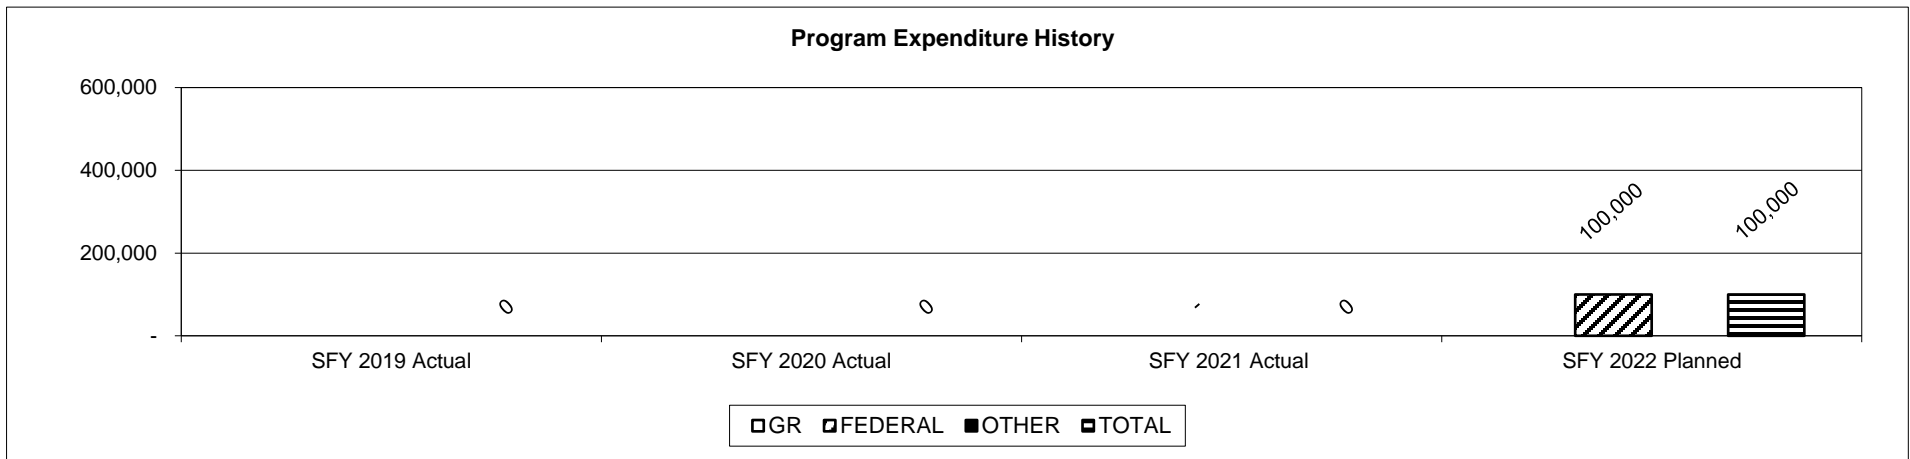 Program Expenditure History
600,000
400,000
200,000
-
100,000
100,000
0
0
-
0
SFY 2019 Actual
SFY 2020 Actual
SFY 2021 Actual
SFY 2022 Planned
GR FEDERAL OTHER TOTAL